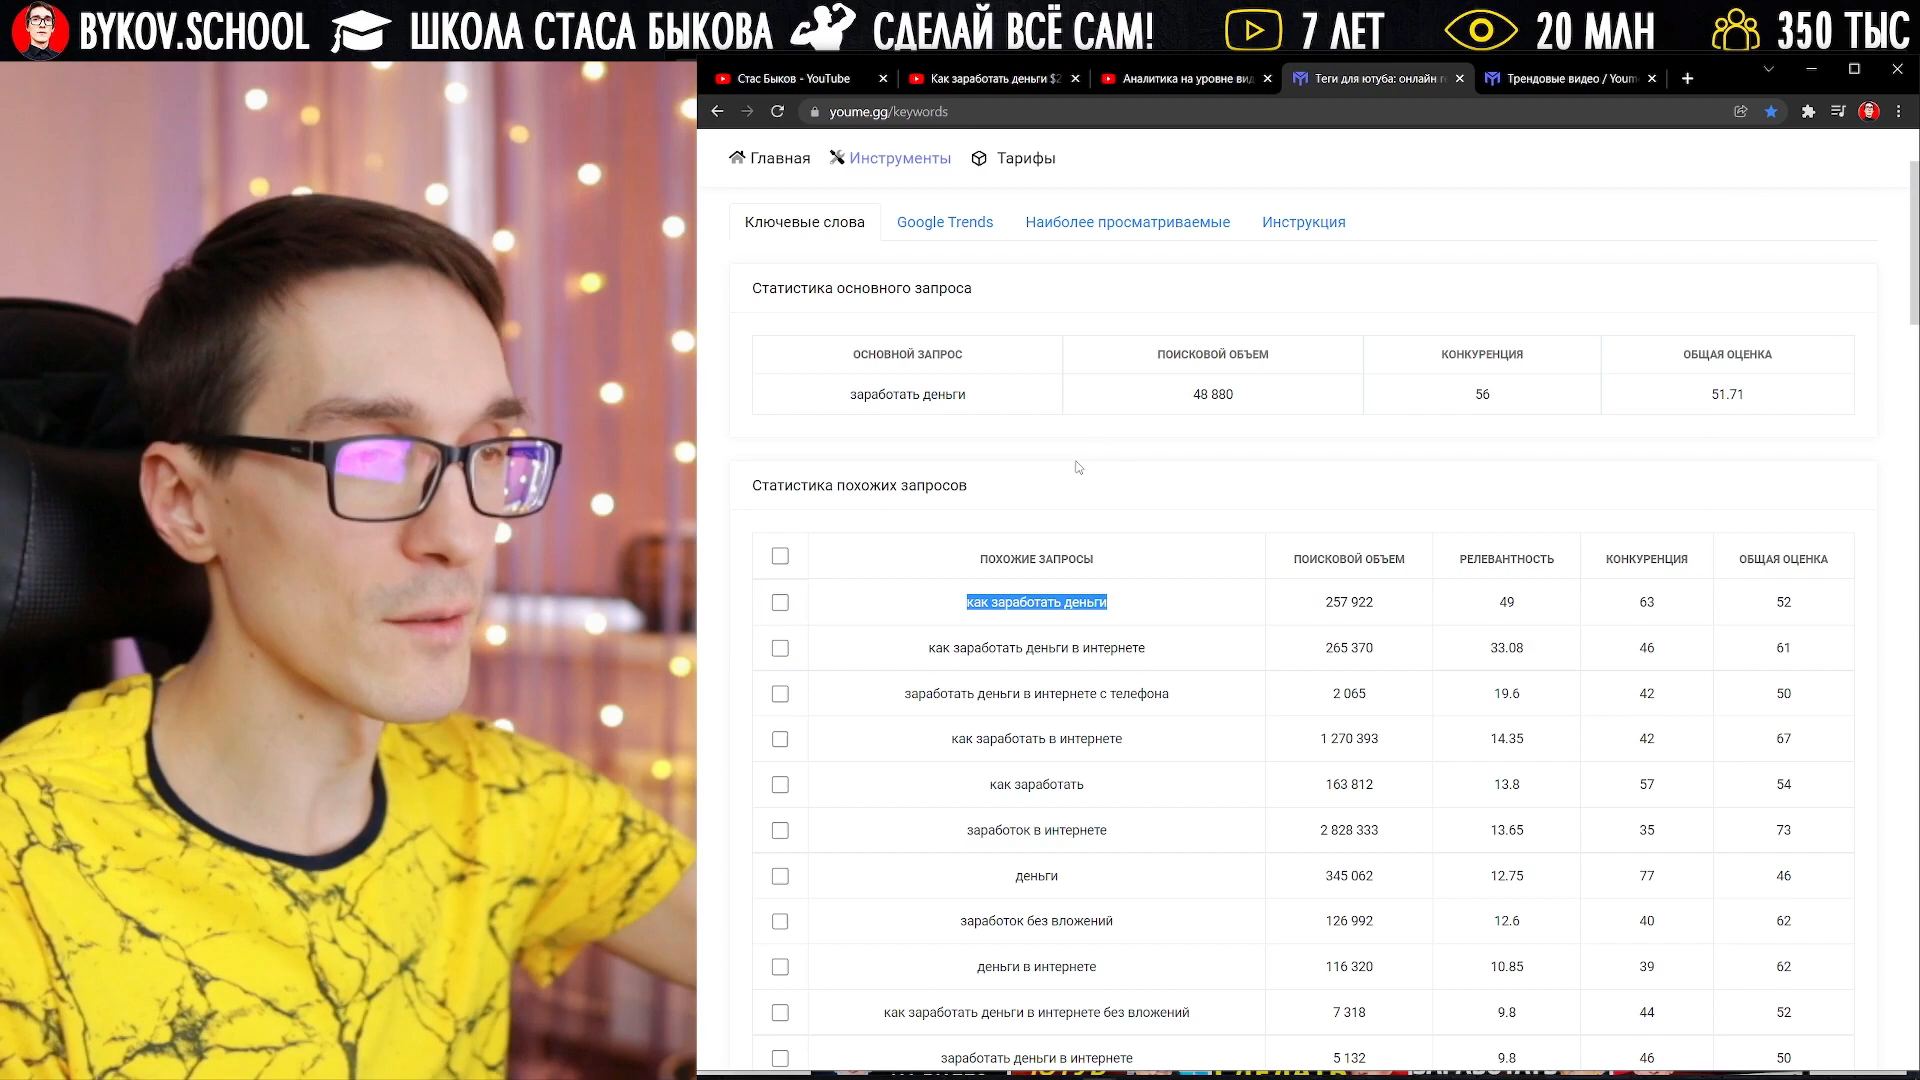 BYKOV.SCHOOL ШКОЛА СТАСА БЫКОВА СДЕЛАЙ ВСЁ САМ! 7 ЛЕТ 20 МЛН 350 ТЫС
Стас Быков - YouTube
Как заработать деньги $2
Аналитика на уровне вид
Теги для ютуба: онлайн ге
Трендовые видео / Youm
youme.gg/keywords
Главная Инструменты Тарифы
Ключевые слова Google Trends Наиболее просматриваемые Инструкция
Статистика основного запроса
ОСНОВНОЙ ЗАПРОС ПОИСКОВОЙ ОБЪЕМ КОНКУРЕНЦИЯ ОБЩАЯ ОЦЕНКА
заработать деньги 48 880 56 51.71
Статистика похожих запросов
ПОХОЖИЕ ЗАПРОСЫ ПОИСКОВОЙ ОБЪЕМ РЕЛЕВАНТНОСТЬ КОНКУРЕНЦИЯ ОБЩАЯ ОЦЕНКА
как заработать деньги 257 922 49 63 52
как заработать деньги в интернете 265 370 33.08 46 61
заработать деньги в интернете с телефона 2 065 19.6 42 50
как заработать в интернете 1 270 393 14.35 42 67
как заработать 163 812 13.8 57 54
заработок в интернете 2 828 333 13.65 35 73
деньги 345 062 12.75 77 46
заработок без вложений 126 992 12.6 40 62
деньги в интернете 116 320 10.85 39 62
как заработать деньги в интернете без вложений 7 318 9.8 44 52
заработать деньги в интернете 5 132 9.8 46 50